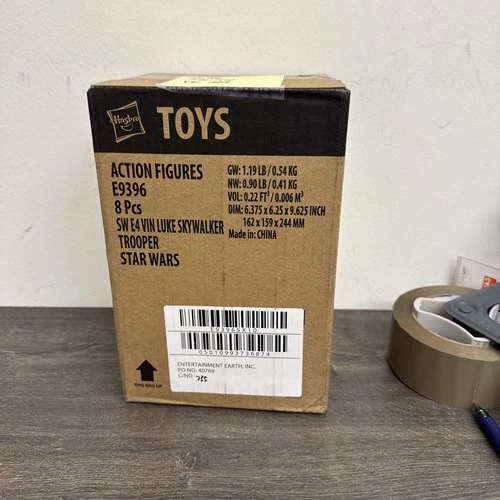 Hasbro
TOYS
ACTION FIGURES
E9396
8 Pcs
SW E4 VIN LUKE SKYWALKER
TROOPER
STAR WARS
GW: 1.19 LB / 0.54 KG
NW: 0.90 LB / 0.41 KG
VOL: 0.22 FT³ / 0.006 M³
DIM: 6.375 x 6.25 x 9.625 INCH
162 x 159 x 244 MM
Made in: CHINA
E93965X10
05010993736874
ENTERTAINMENT EARTH, INC.
PO NO. 40769
C/NO:
THIS END UP